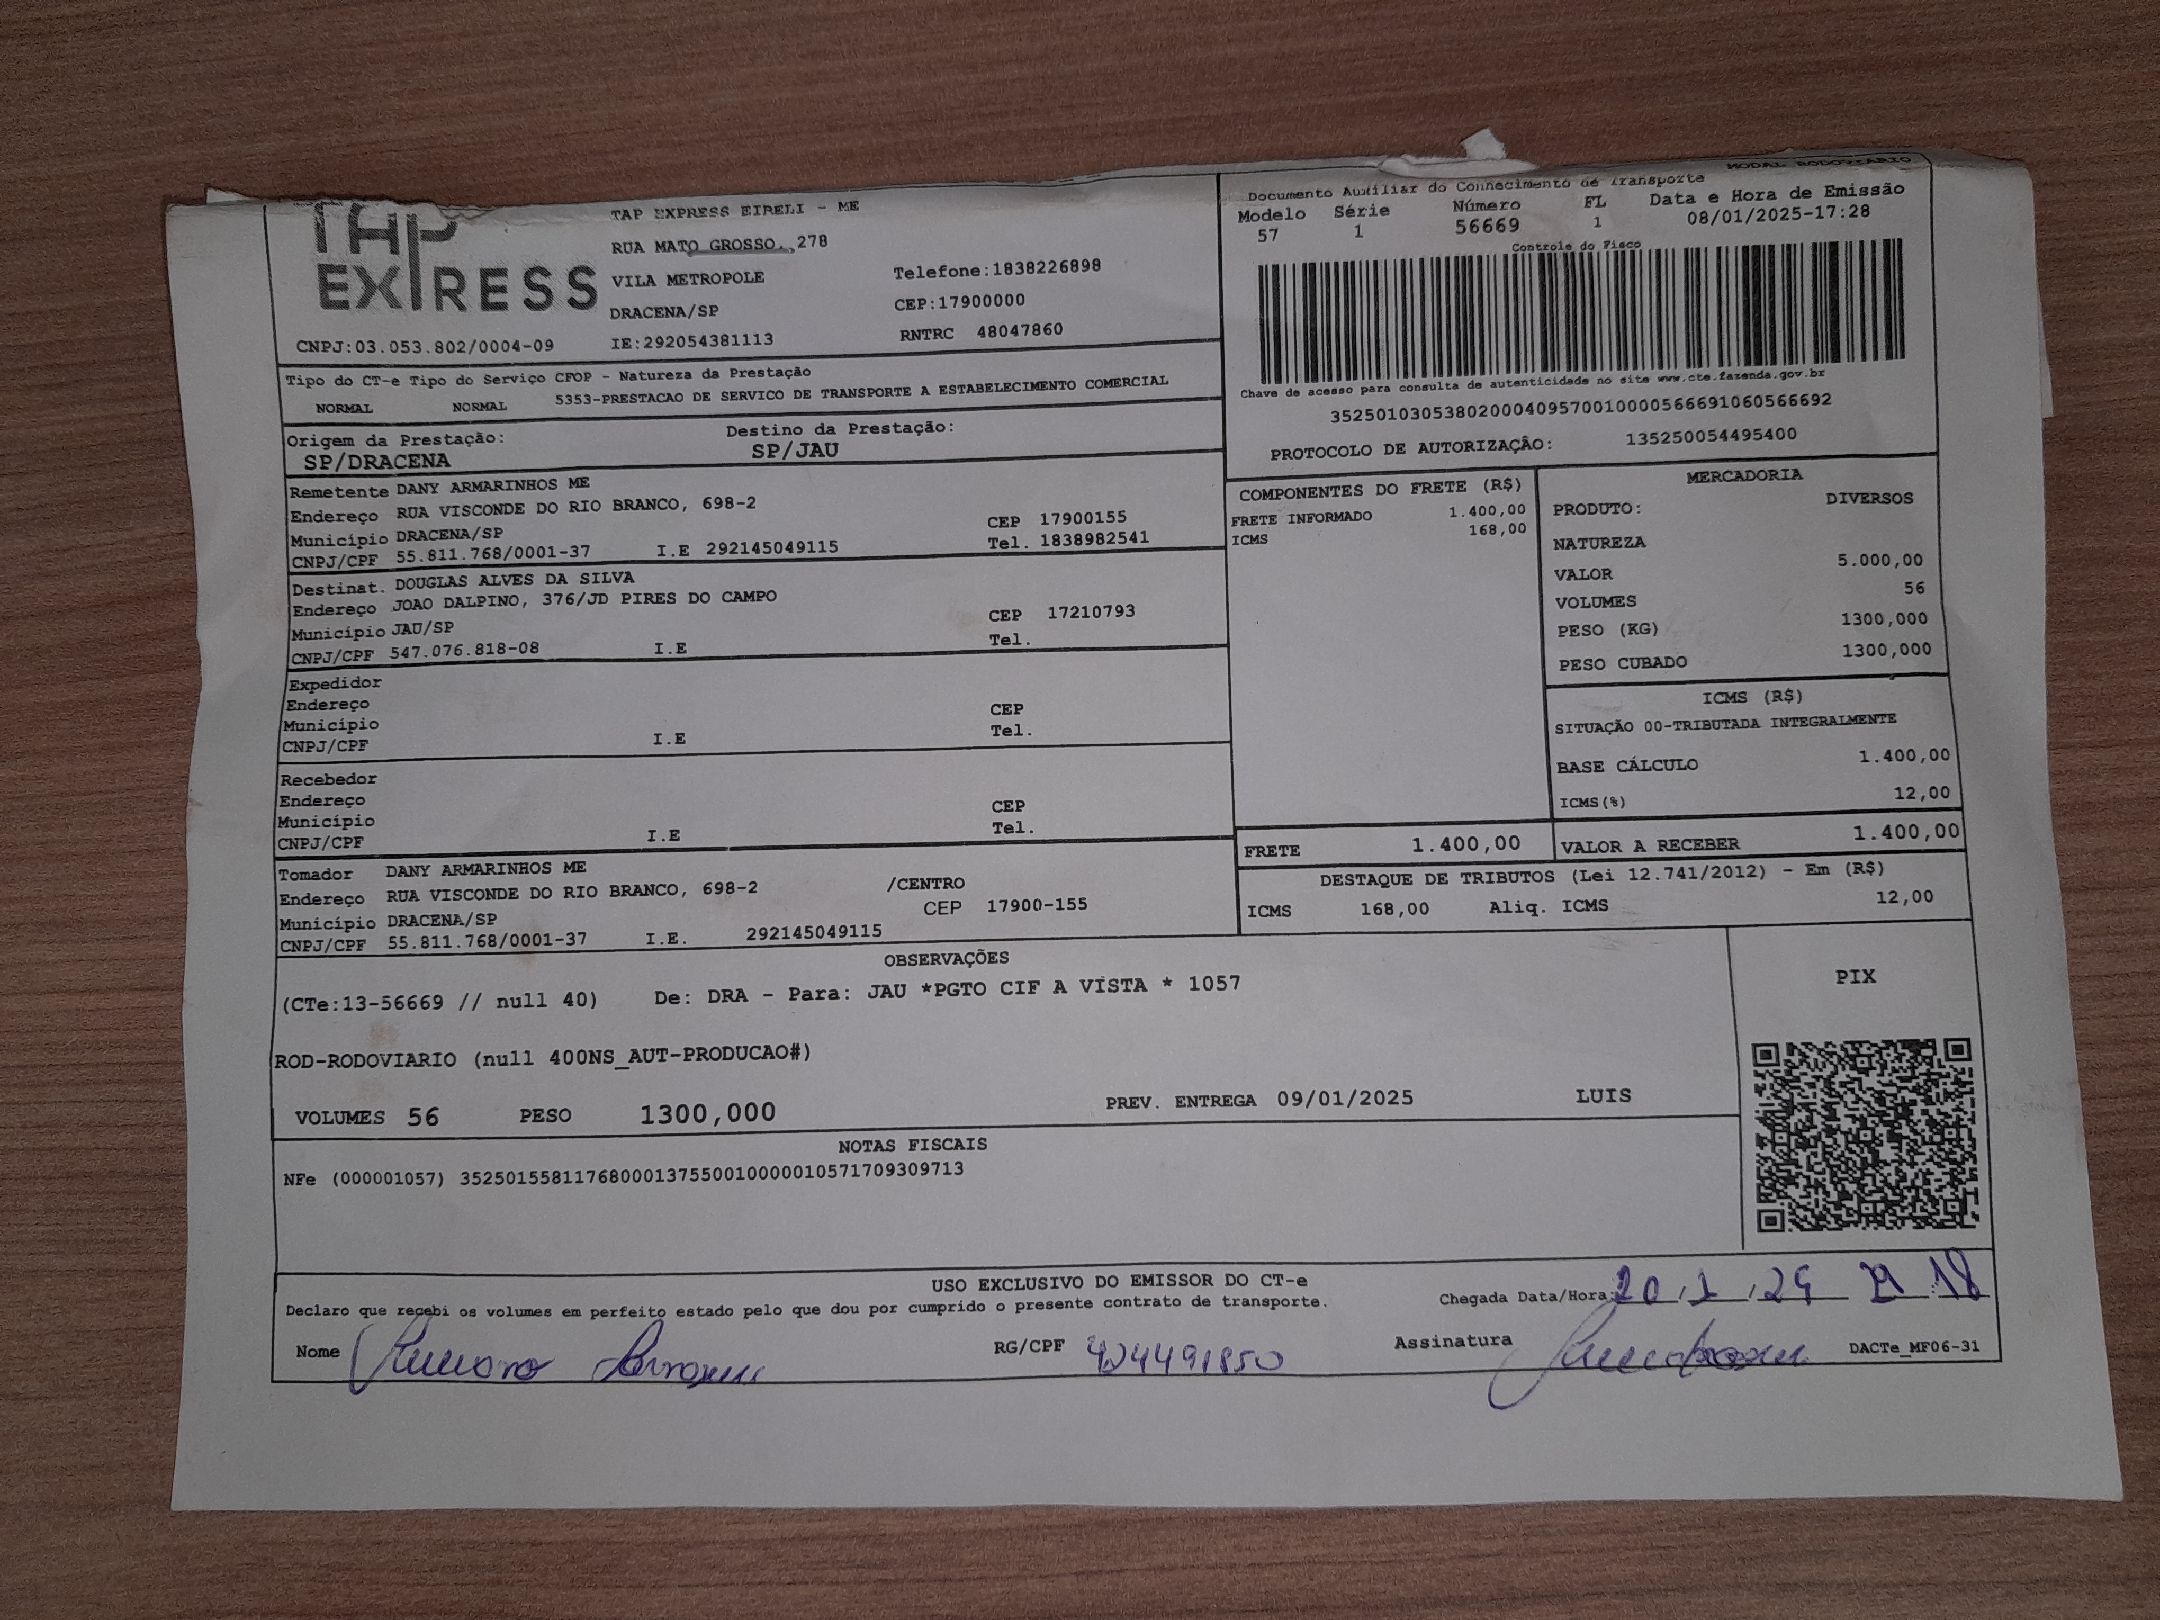 MODAL RODOVIARIO
TAP
EXPRESS
CNPJ:03.053.802/0004-09
TAP EXPRESS EIRELI - ME
RUA MATO GROSSO, ,278
VILA METROPOLE
DRACENA/SP
IE:292054381113
Telefone:1838226898
CEP:17900000
RNTRC 48047860
Documento Auxiliar do Conhecimento de Transporte
Modelo Série Número FL Data e Hora de Emissão
57 1 56669 1 08/01/2025-17:28
Controle do Fisco
Chave de acesso para consulta de autenticidade no site www.cte.fazenda.gov.br
35250103053802000409570010000566691060566692
PROTOCOLO DE AUTORIZAÇÂO: 135250054495400
Tipo do CT-e Tipo do Serviço CFOP - Natureza da Prestação
NORMAL NORMAL 5353-PRESTACAO DE SERVICO DE TRANSPORTE A ESTABELECIMENTO COMERCIAL
Origem da Prestação: Destino da Prestação:
SP/DRACENA SP/JAU
Remetente DANY ARMARINHOS ME
Endereço RUA VISCONDE DO RIO BRANCO, 698-2 CEP 17900155
Município DRACENA/SP Tel. 1838982541
CNPJ/CPF 55.811.768/0001-37 I.E 292145049115
Destinat. DOUGLAS ALVES DA SILVA
Endereço JOAO DALPINO, 376/JD PIRES DO CAMPO CEP 17210793
Município JAU/SP Tel.
CNPJ/CPF 547.076.818-08 I.E
Expedidor
Endereço CEP
Município Tel.
CNPJ/CPF I.E
Recebedor
Endereço CEP
Município Tel.
CNPJ/CPF I.E
Tomador DANY ARMARINHOS ME
Endereço RUA VISCONDE DO RIO BRANCO, 698-2 /CENTRO
Município DRACENA/SP CEP 17900-155
CNPJ/CPF 55.811.768/0001-37 I.E. 292145049115
COMPONENTES DO FRETE (R$)
FRETE INFORMADO 1.400,00
ICMS 168,00
MERCADORIA
PRODUTO: DIVERSOS
NATUREZA
VALOR 5.000,00
VOLUMES 56
PESO (KG) 1300,000
PESO CUBADO 1300,000
ICMS (R$)
SITUAÇÃO 00-TRIBUTADA INTEGRALMENTE
BASE CÁLCULO 1.400,00
ICMS(%) 12,00
FRETE 1.400,00 VALOR A RECEBER 1.400,00
DESTAQUE DE TRIBUTOS (Lei 12.741/2012) - Em (R$)
ICMS 168,00 Aliq. ICMS 12,00
OBSERVAÇÕES
(CTe:13-56669 // null 40) De: DRA - Para: JAU *PGTO CIF A VISTA * 1057
ROD-RODOVIARIO (null 400NS_AUT-PRODUCAO#)
VOLUMES 56 PESO 1300,000 PREV. ENTREGA 09/01/2025 LUIS
PIX
NOTAS FISCAIS
NFe (000001057) 35250155811768000137550010000010571709309713
USO EXCLUSIVO DO EMISSOR DO CT-e
Declaro que recebi os volumes em perfeito estado pelo que dou por cumprido o presente contrato de transporte.
Chegada Data/Hora:
Nome RG/CPF Assinatura DACTe_MF06-31